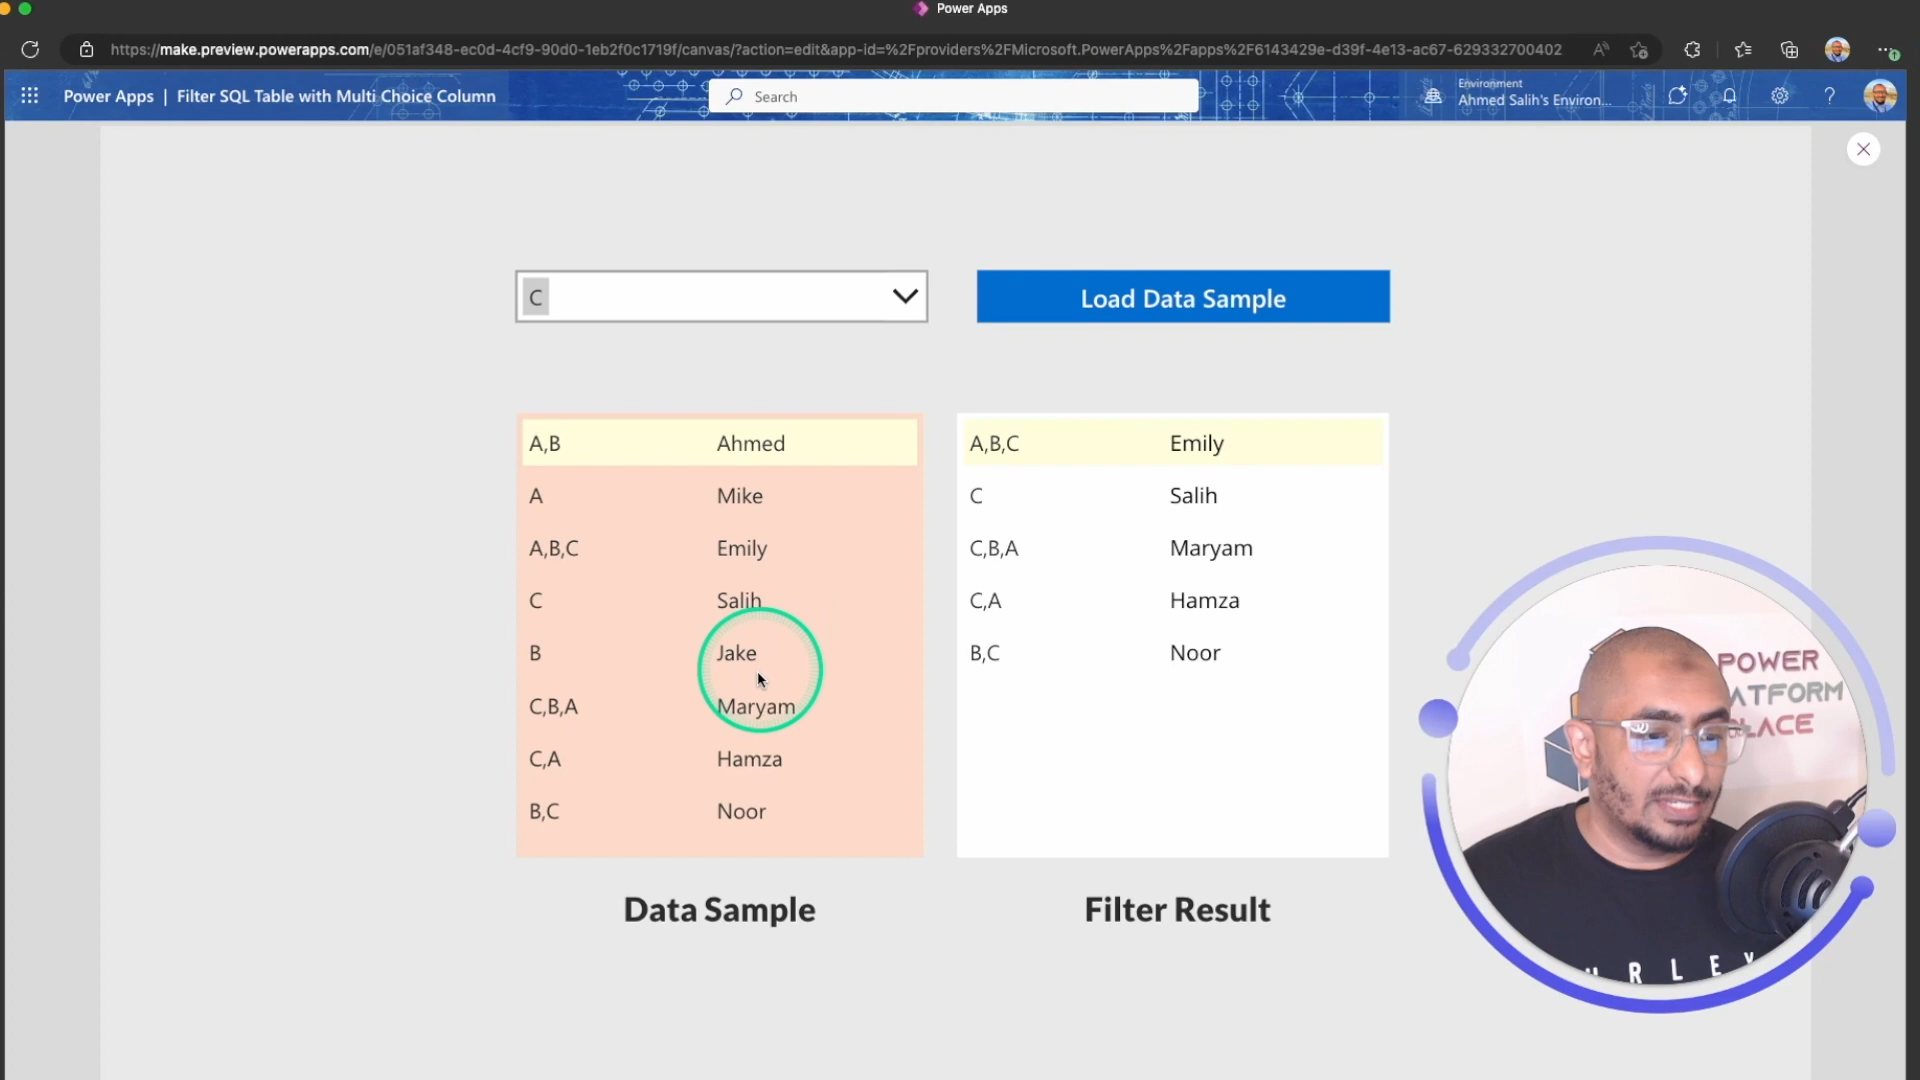 Power Apps
https://make.preview.powerapps.com/e/051af348-ec0d-4cf9-90d0-1eb2f0c1719f/canvas/?action=edit&app-id=%2Fproviders%2FMicrosoft.PowerApps%2Fapps%2F6143429e-d39f-4e13-ac67-629332700402
Power Apps | Filter SQL Table with Multi Choice Column
Search
Environment
Ahmed Salih's Environ...
C
Load Data Sample
A,B Ahmed
A Mike
A,B,C Emily
C Salih
B Jake
C,B,A Maryam
C,A Hamza
B,C Noor
Data Sample
A,B,C Emily
C Salih
C,B,A Maryam
C,A Hamza
B,C Noor
Filter Result
POWER